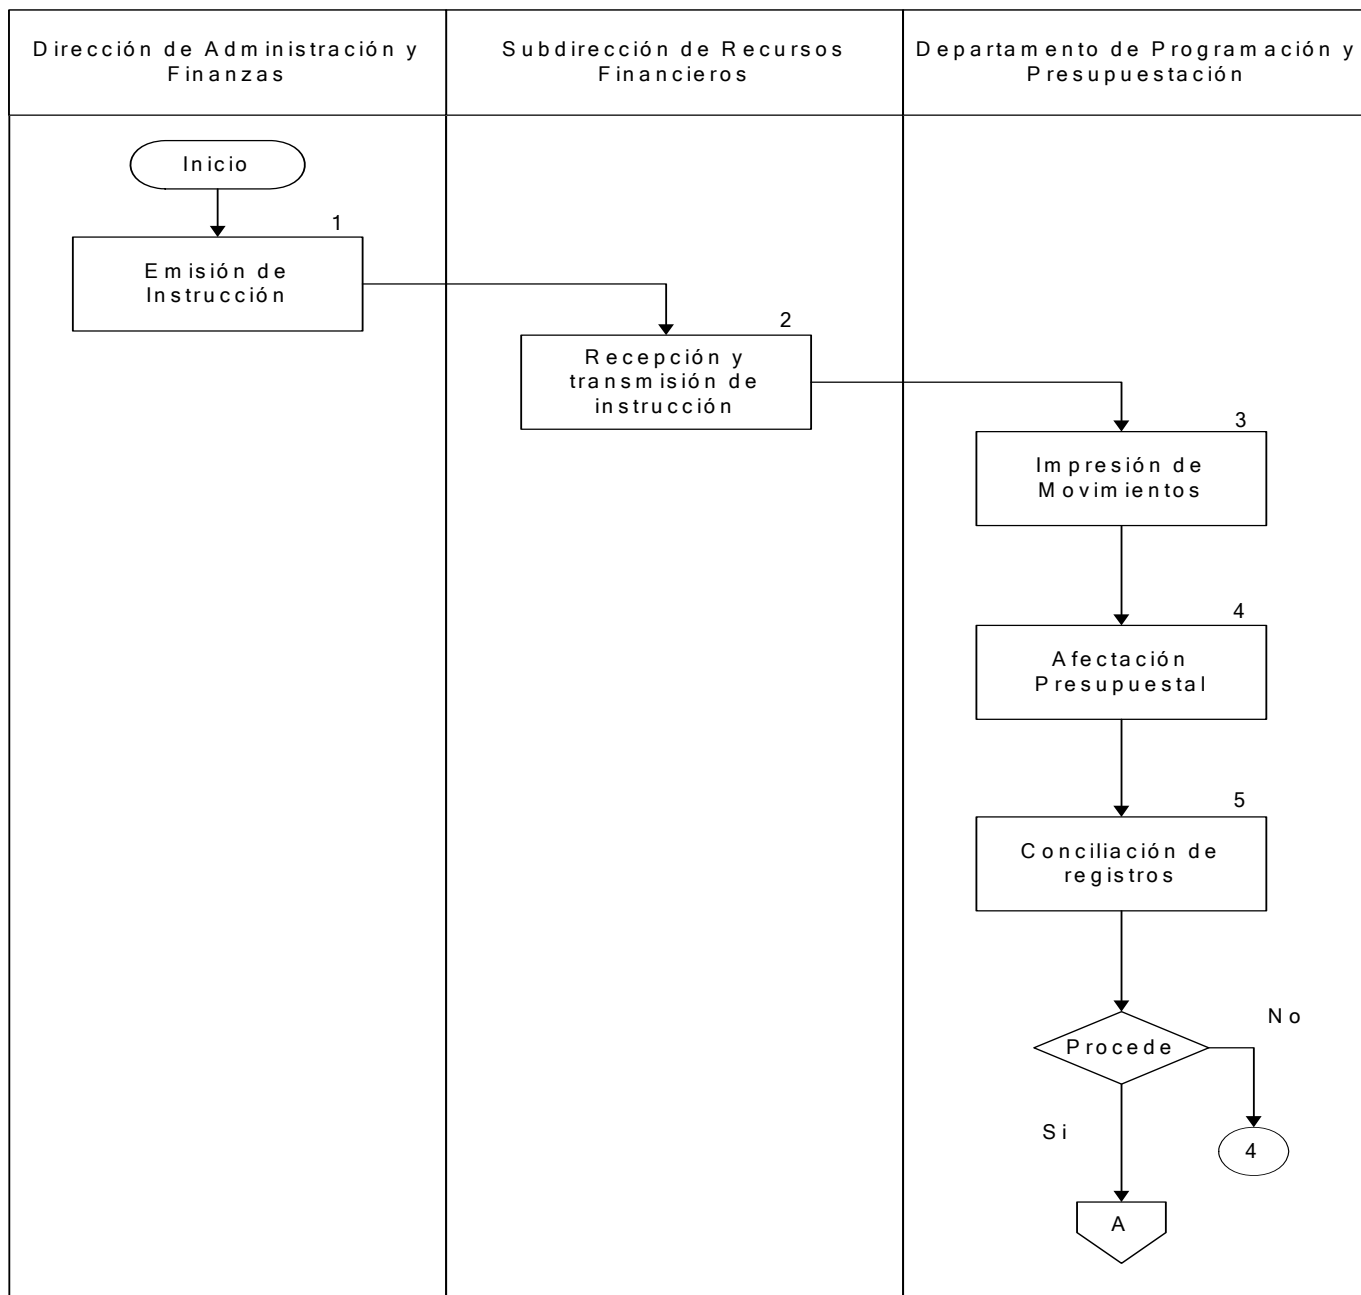 Dirección de Administración y
Finanzas
Subdirección de Recursos
Financieros
Departamento de Programación y
Presupuestación
Inicio
1
Emisión de
Instrucción
2
Recepción y
transmisión de
instrucción
3
Impresión de
Movimientos
4
Afectación
Presupuestal
5
Conciliación de
registros
Procede
No
Si
4
A